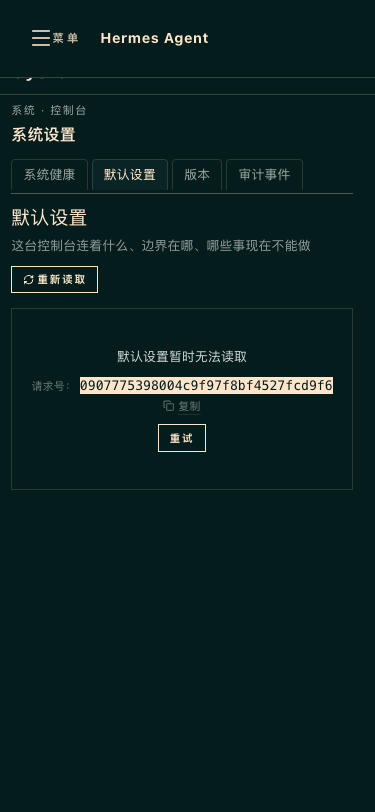 菜单 Hermes Agent
系统 · 控制台
系统设置
系统健康 默认设置 版本 审计事件
默认设置
这台控制台连着什么、边界在哪、哪些事现在不能做
重新读取
默认设置暂时无法读取
请求号: 0907775398004c9f97f8bf4527fcd9f6
复制
重试